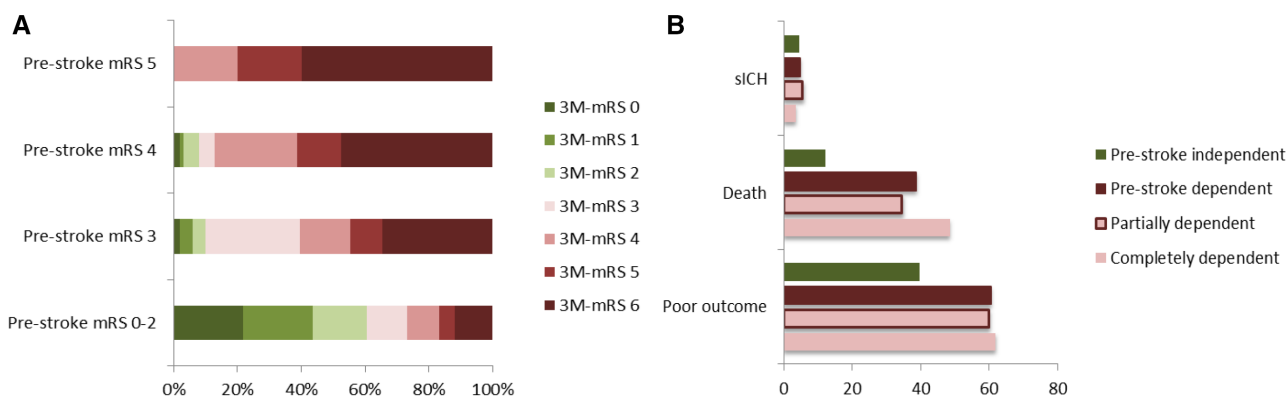 A
Pre-stroke mRS 5
Pre-stroke mRS 4
Pre-stroke mRS 3
Pre-stroke mRS 0-2
0% 20% 40% 60% 80% 100%
3M-mRS 0
3M-mRS 1
3M-mRS 2
3M-mRS 3
3M-mRS 4
3M-mRS 5
3M-mRS 6
B
sICH
Death
Poor outcome
0 20 40 60 80
Pre-stroke independent
Pre-stroke dependent
Partially dependent
Completely dependent